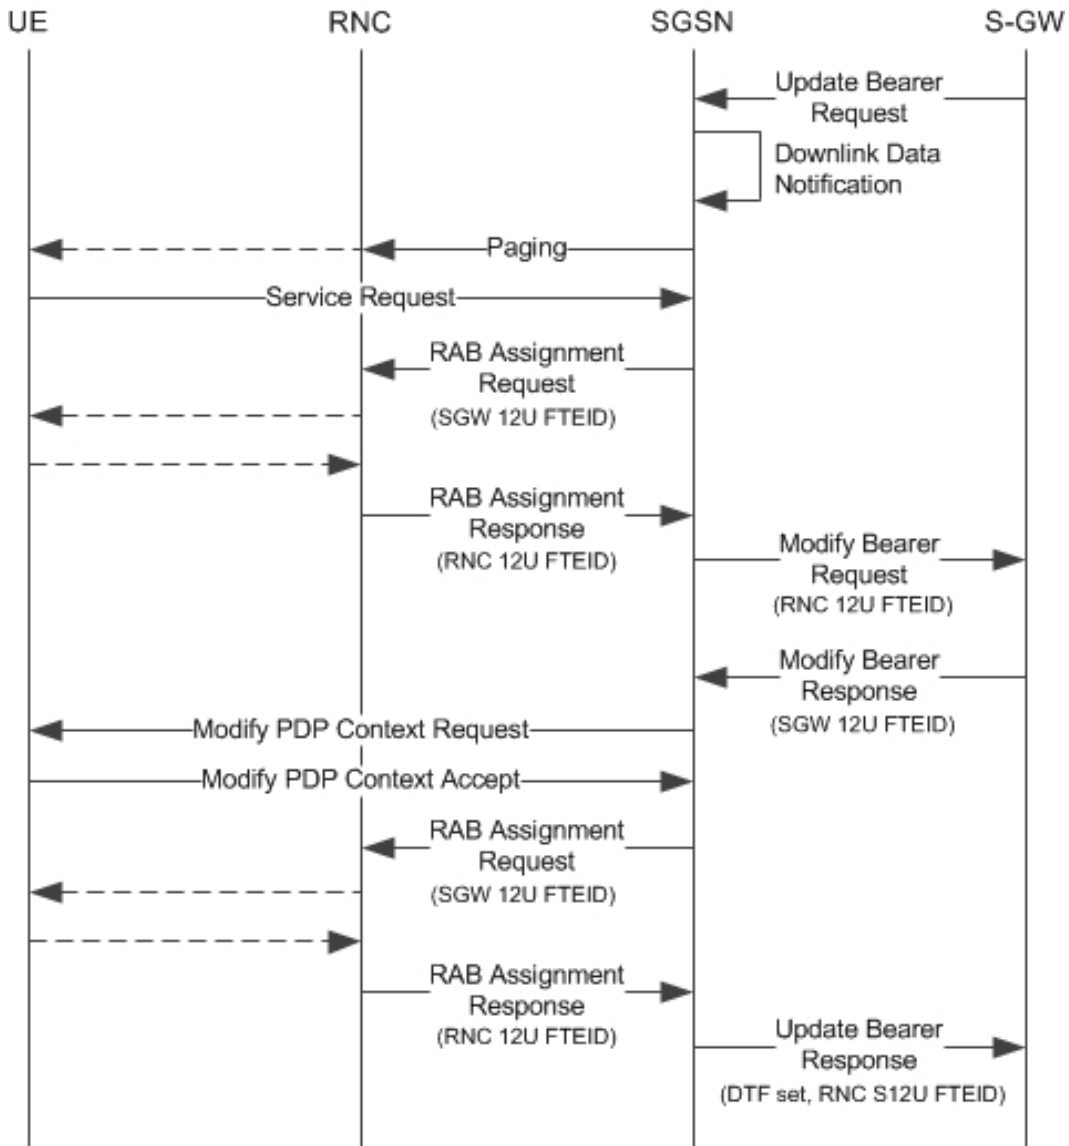 UE RNC SGSN S-GW
Update Bearer
Request
Downlink Data
Notification
Paging
Service Request
RAB Assignment
Request
(SGW 12U FTEID)
RAB Assignment
Response
(RNC 12U FTEID)
Modify Bearer
Request
(RNC 12U FTEID)
Modify Bearer
Response
(SGW 12U FTEID)
Modify PDP Context Request
Modify PDP Context Accept
RAB Assignment
Request
(SGW 12U FTEID)
RAB Assignment
Response
(RNC 12U FTEID)
Update Bearer
Response
(DTF set, RNC S12U FTEID)